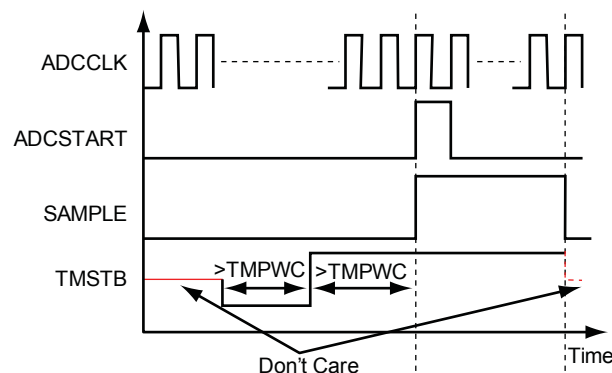 ADCCLK
ADCSTART
SAMPLE
TMSTB
>TMPWC >TMPWC
Don't Care
Time